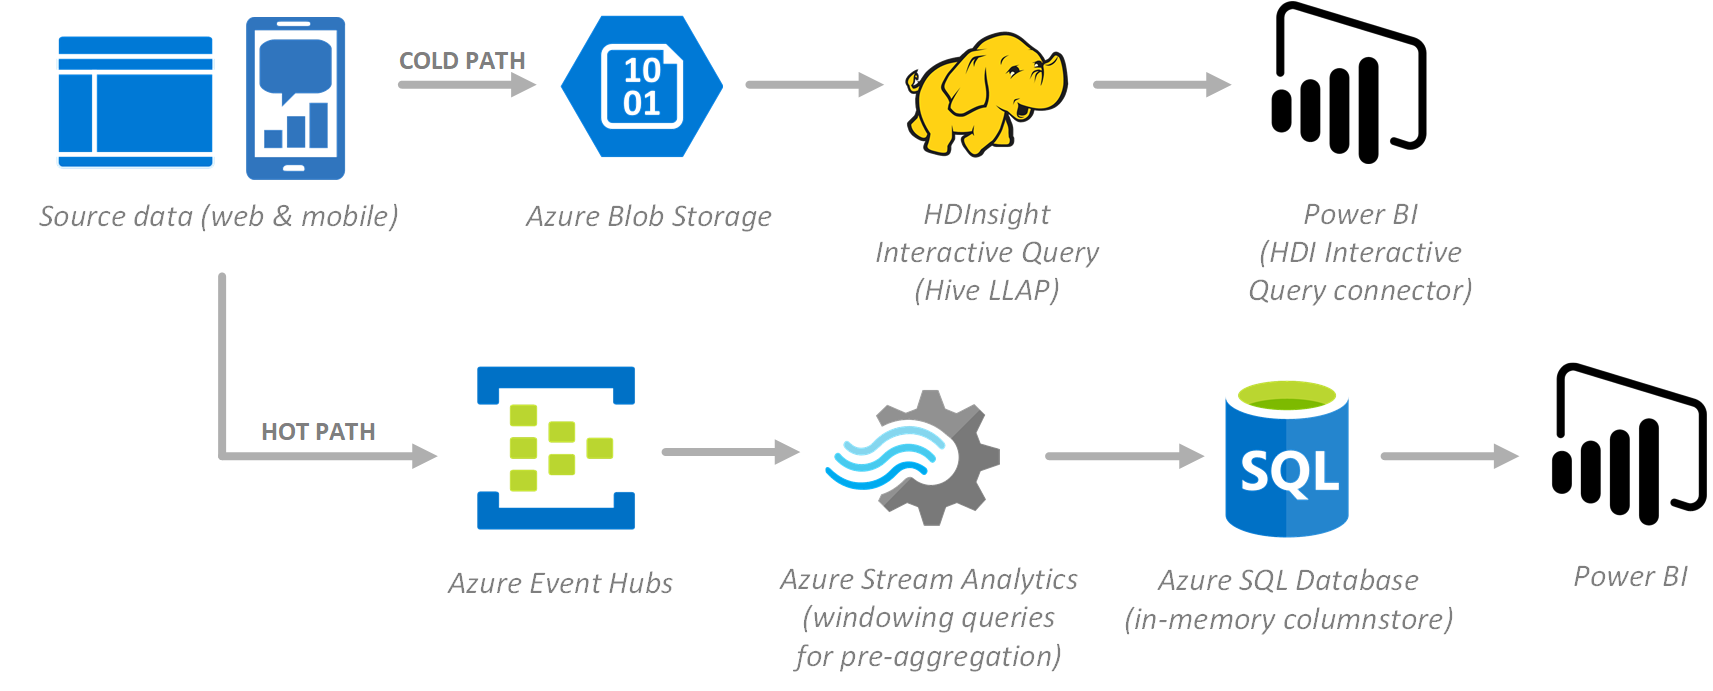 COLD PATH
10
01
Source data (web & mobile)
Azure Blob Storage
HDInsight
Interactive Query
(Hive LLAP)
Power BI
(HDI Interactive
Query connector)
HOT PATH
SQL
Azure Event Hubs
Azure Stream Analytics
(windowing queries
for pre-aggregation)
Azure SQL Database
(in-memory columnstore)
Power BI